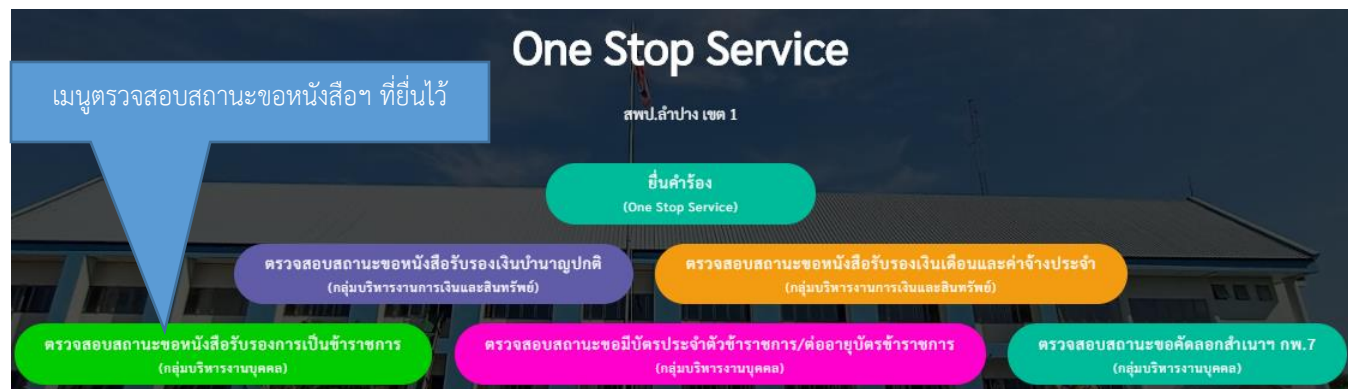 One Stop Service
เมนูตรวจสอบสถานะขอหนังสือฯ ที่ยื่นไว้
สพป.ลำปาง เขต 1
ยื่นคำร้อง
(One Stop Service)
ตรวจสอบสถานะขอหนังสือรับรองเงินบำนาญปกติ
(กลุ่มบริหารงานการเงินและสินทรัพย์)
ตรวจสอบสถานะขอหนังสือรับรองเงินเดือนและค่าจ้างประจำ
(กลุ่มบริหารงานการเงินและสินทรัพย์)
ตรวจสอบสถานะขอหนังสือรับรองการเป็นข้าราชการ
(กลุ่มบริหารงานบุคคล)
ตรวจสอบสถานะขอมีบัตรประจำตัวข้าราชการ/ต่ออายุบัตรข้าราชการ
(กลุ่มบริหารงานบุคคล)
ตรวจสอบสถานะขอคัดลอกสำเนาฯ กพ.7
(กลุ่มบริหารงานบุคคล)